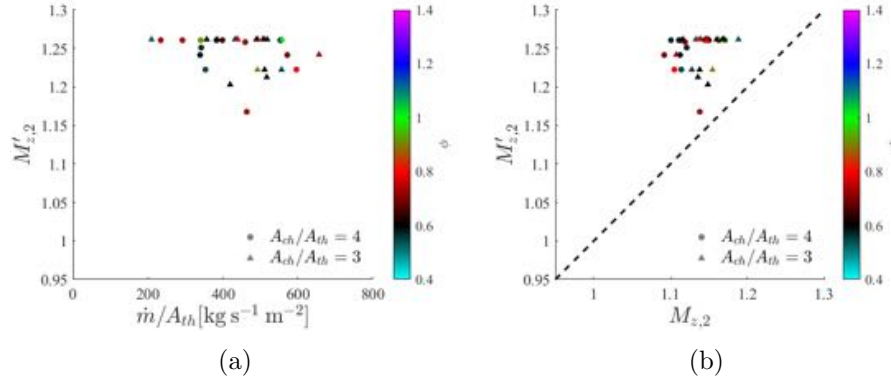 1.3
1.25
1.2
1.15
1.1
1.05
1
0.95
M′z,2
0 200 400 600 800
ṁ/Ath[kg s−1 m−2]
Ach/Ath = 4
Ach/Ath = 3
1.4
1.2
1
0.8
0.6
0.4
ϕ
(a)
1.3
1.25
1.2
1.15
1.1
1.05
1
0.95
M′z,2
1 1.1 1.2 1.3
Mz,2
Ach/Ath = 4
Ach/Ath = 3
1.4
1.2
1
0.8
0.6
0.4
(b)